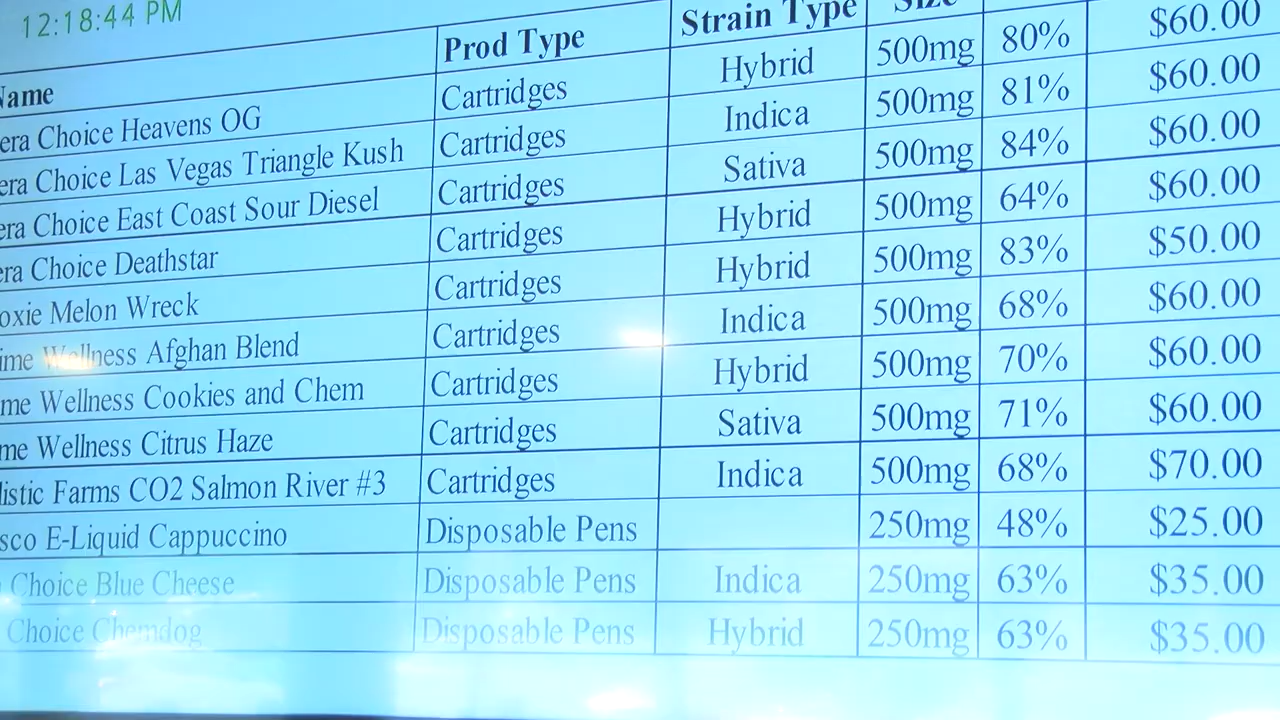 12:18:44 PM
Name Prod Type Strain Type Size
era Choice Heavens OG Cartridges Hybrid 500mg 80% $60.00
era Choice Las Vegas Triangle Kush Cartridges Indica 500mg 81% $60.00
era Choice East Coast Sour Diesel Cartridges Sativa 500mg 84% $60.00
era Choice Deathstar Cartridges Hybrid 500mg 64% $60.00
oxie Melon Wreck Cartridges Hybrid 500mg 83% $50.00
ime Wellness Afghan Blend Cartridges Indica 500mg 68% $60.00
me Wellness Cookies and Chem Cartridges Hybrid 500mg 70% $60.00
me Wellness Citrus Haze Cartridges Sativa 500mg 71% $60.00
listic Farms CO2 Salmon River #3 Cartridges Indica 500mg 68% $70.00
sco E-Liquid Cappuccino Disposable Pens 250mg 48% $25.00
Choice Blue Cheese Disposable Pens Indica 250mg 63% $35.00
Choice Chemdog Disposable Pens Hybrid 250mg 63% $35.00